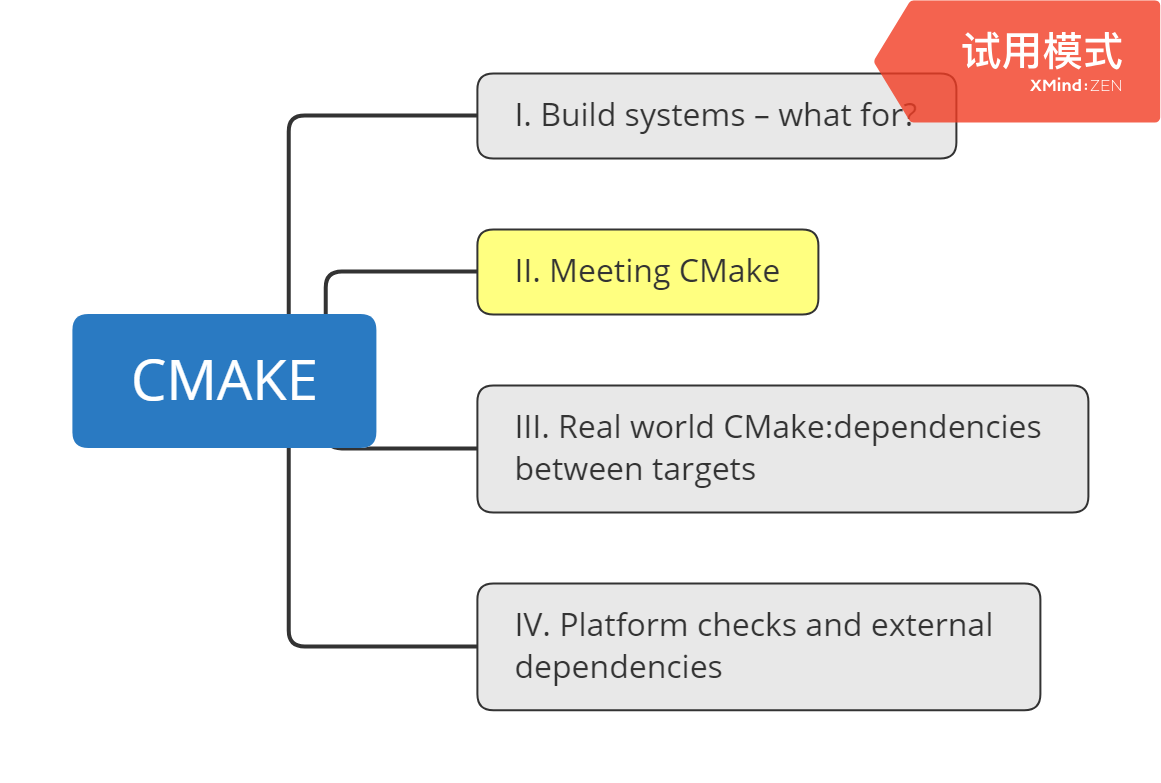 试用模式
XMind:ZEN
I. Build systems – what for?
II. Meeting CMake
CMAKE
III. Real world CMake:dependencies
between targets
IV. Platform checks and external
dependencies